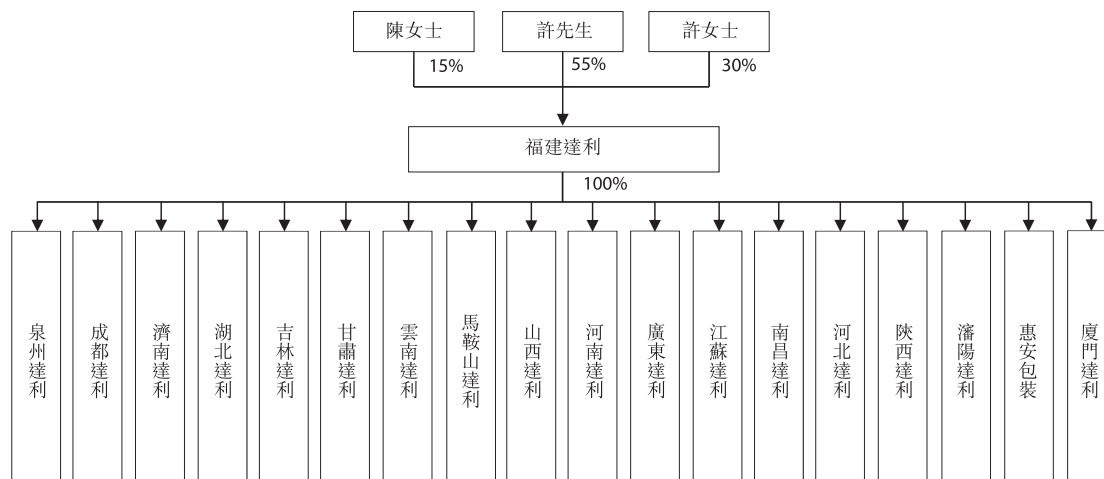 陳女士
許先生
許女士
15%
55%
30%
福建達利
100%
泉州達利
成都達利
濟南達利
湖北達利
吉林達利
甘肅達利
雲南達利
馬鞍山達利
山西達利
河南達利
廣東達利
江蘇達利
南昌達利
河北達利
陝西達利
瀋陽達利
惠安包裝
廈門達利